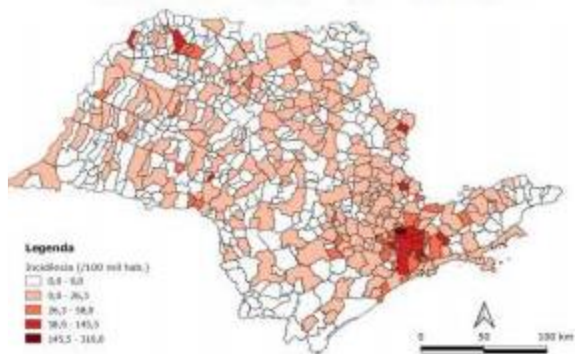 Legenda
Incidência (/100 mil hab.)
0,0 - 0,0
0,0 - 26,3
26,3 - 58,9
58,9 - 145,5
145,5 - 310,0
0 50 100 km